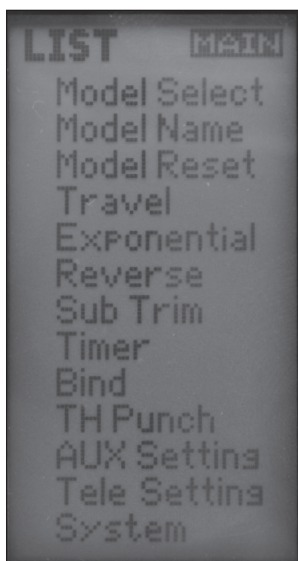 LIST MAIN
Model Select
Model Name
Model Reset
Travel
Exponential
Reverse
Sub Trim
Timer
Bind
TH Punch
AUX Setting
Tele Setting
System